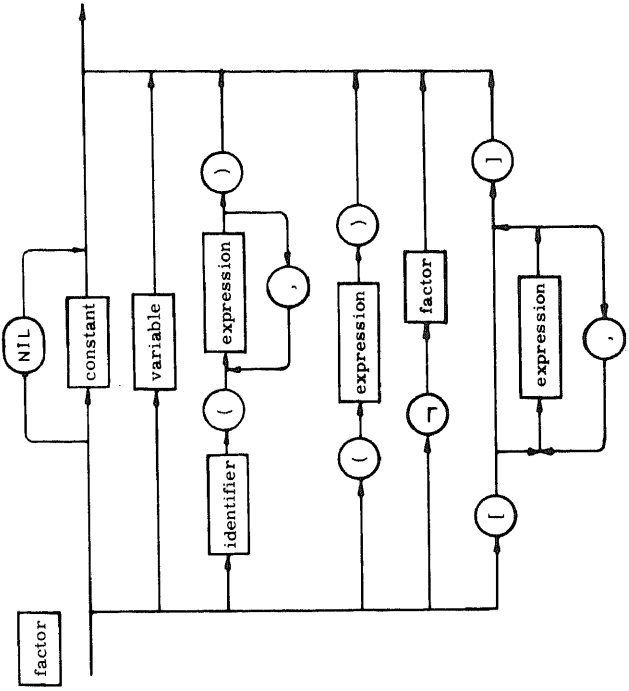 factor
NIL
constant
variable
identifier
(
expression
)
,
(
expression
)
¬
factor
[
]
expression
,